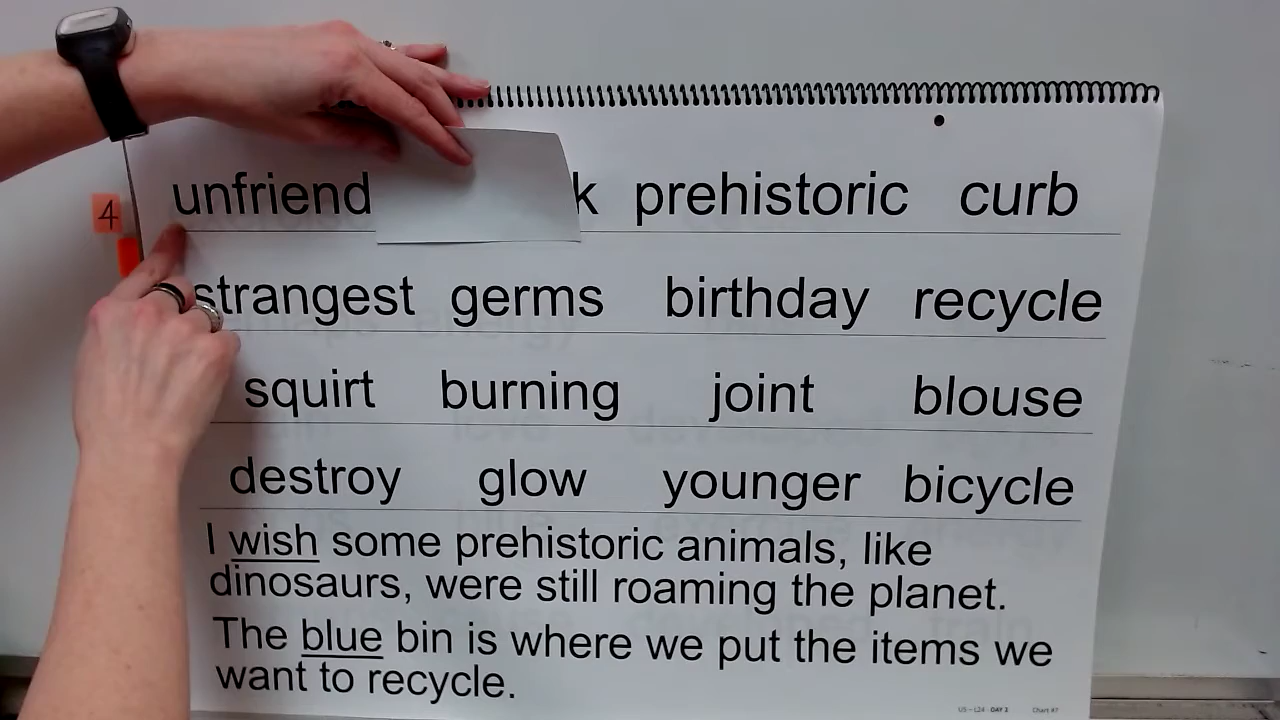 4
unfriend k prehistoric curb
strangest germs birthday recycle
squirt burning joint blouse
destroy glow younger bicycle
I wish some prehistoric animals, like
dinosaurs, were still roaming the planet.
The blue bin is where we put the items we
want to recycle.
Chart #7